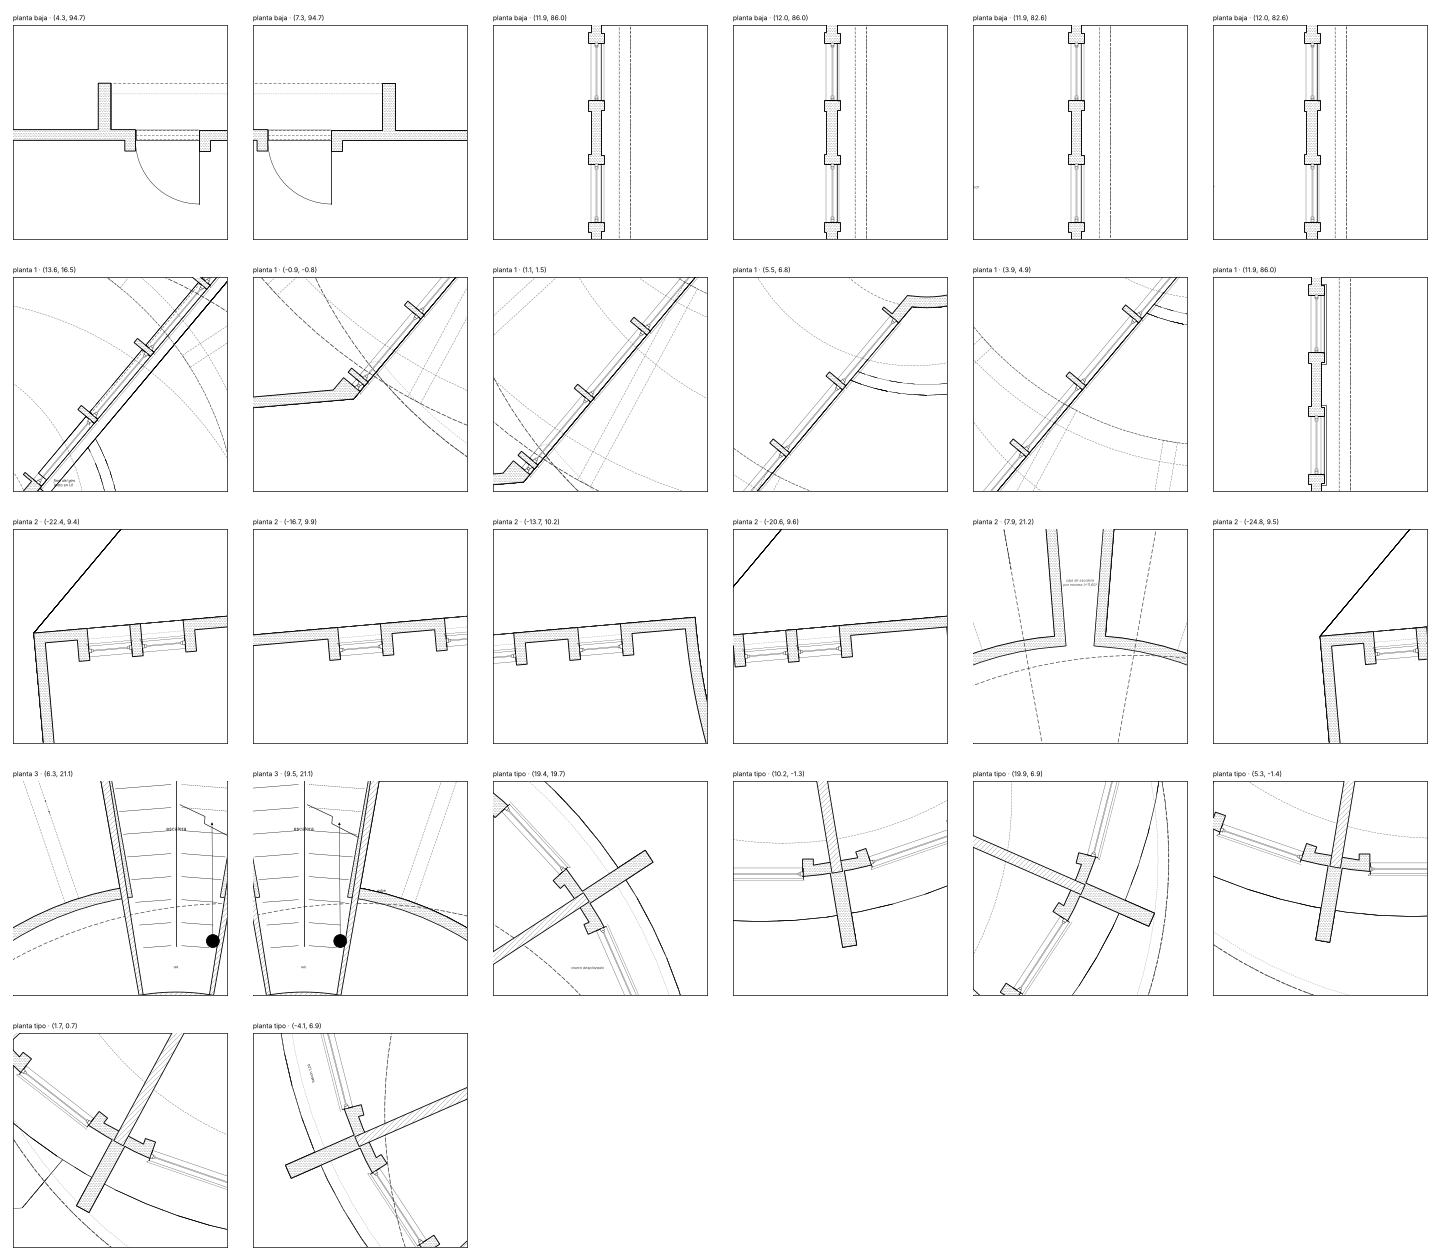 planta baja · (4.3, 94.7)
planta baja · (7.3, 94.7)
planta baja · (11.9, 86.0)
planta baja · (12.0, 86.0)
planta baja · (11.9, 82.6)
planta baja · (12.0, 82.6)
planta 1 · (13.6, 16.5)
planta 1 · (−0.9, −0.8)
planta 1 · (1.1, 1.5)
planta 1 · (5.5, 6.8)
planta 1 · (3.9, 4.9)
planta 1 · (11.9, 86.0)
planta 2 · (−22.4, 9.4)
planta 2 · (−16.7, 9.9)
planta 2 · (−13.7, 10.2)
planta 2 · (−20.6, 9.6)
planta 2 · (7.9, 21.2)
caja de escalera
planta 2 · (−24.8, 9.5)
planta 3 · (6.3, 21.1)
escalera
planta 3 · (9.5, 21.1)
escalera
planta tipo · (19.4, 19.7)
planta tipo · (10.2, −1.3)
planta tipo · (19.9, 6.9)
planta tipo · (5.3, −1.4)
planta tipo · (1.7, 0.7)
planta tipo · (−4.1, 6.9)